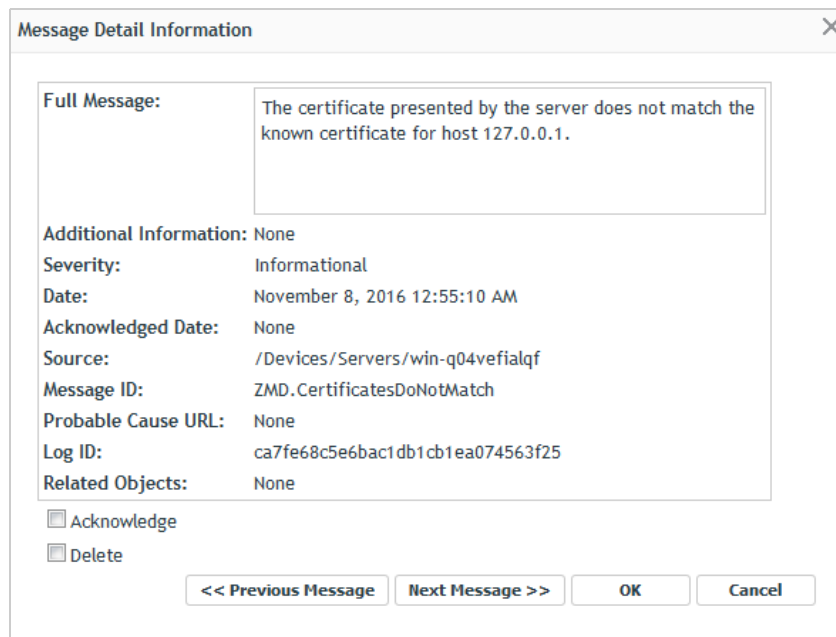 Message Detail Information
Full Message:
The certificate presented by the server does not match the
known certificate for host 127.0.0.1.
Additional Information: None
Severity: Informational
Date: November 8, 2016 12:55:10 AM
Acknowledged Date: None
Source: /Devices/Servers/win-q04vefialqf
Message ID: ZMD.CertificatesDoNotMatch
Probable Cause URL: None
Log ID: ca7fe68c5e6bac1db1cb1ea074563f25
Related Objects: None
Acknowledge
Delete
<< Previous Message Next Message >> OK Cancel